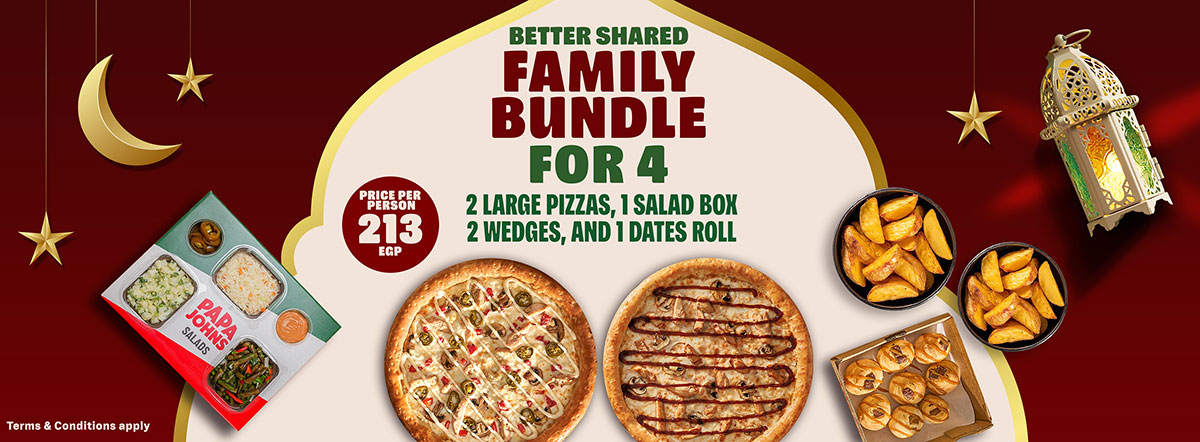 BETTER SHARED
FAMILY
BUNDLE
FOR 4
2 LARGE PIZZAS, 1 SALAD BOX
2 WEDGES, AND 1 DATES ROLL
PRICE PER
PERSON
213
EGP
PAPA
JOHNS
SALADS
Terms & Conditions apply